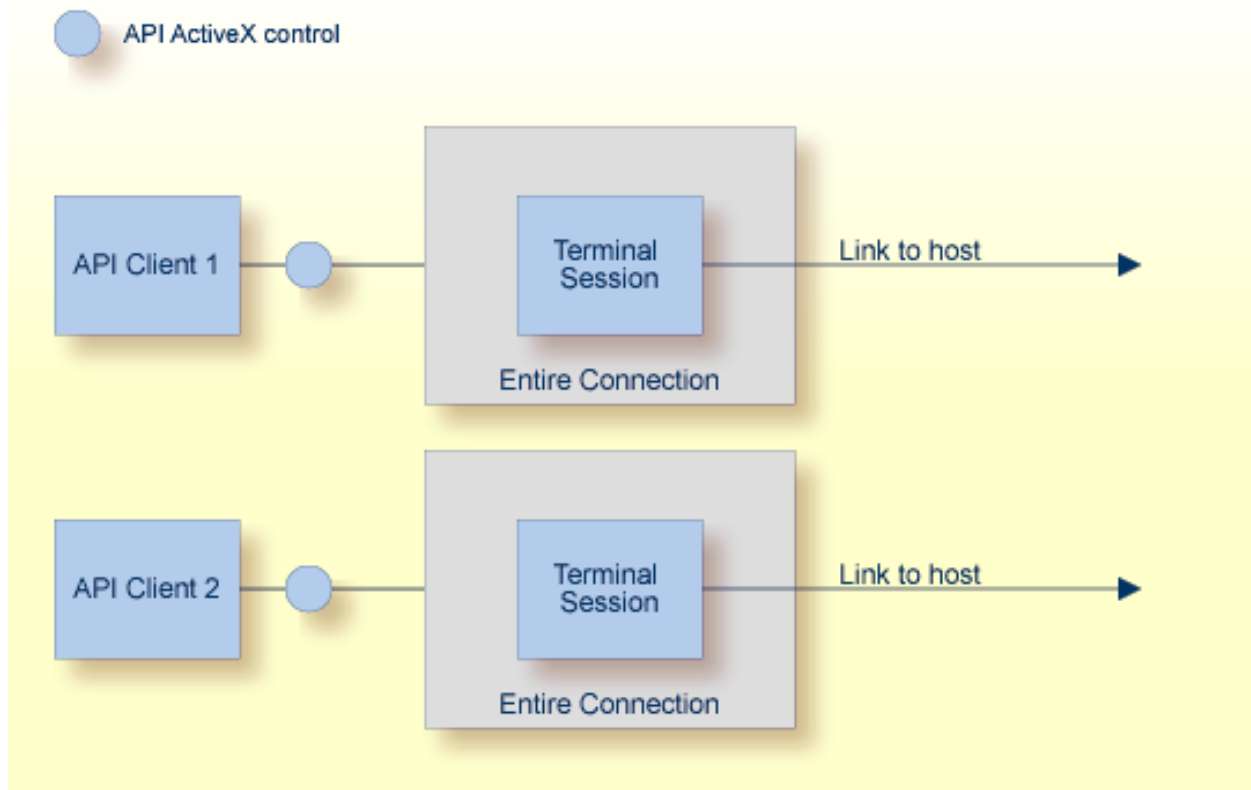 API ActiveX control
API Client 1
Terminal
Session
Link to host
Entire Connection
API Client 2
Terminal
Session
Link to host
Entire Connection